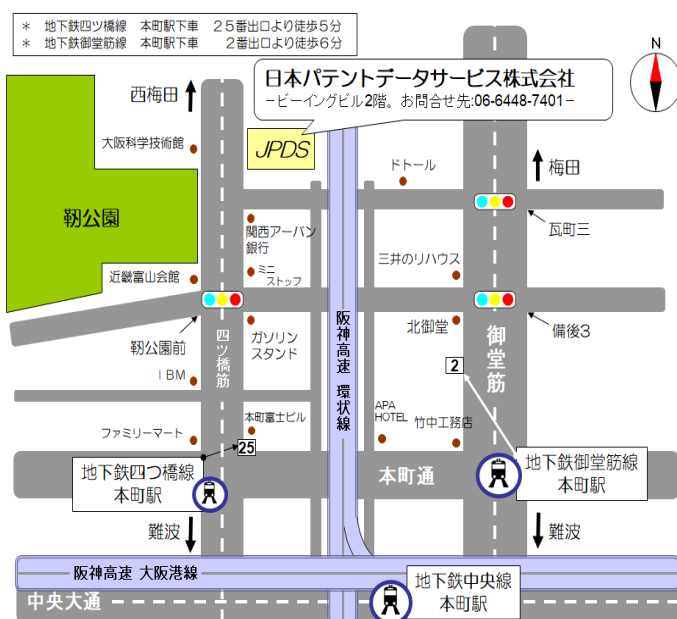 * 地下鉄四ツ橋線 本町駅下車 25番出口より徒歩5分
* 地下鉄御堂筋線 本町駅下車 2番出口より徒歩6分
N
日本パテントデータサービス株式会社
-ビーイングビル2階。お問合せ先:06-6448-7401-
西梅田
大阪科学技術館
JPDS
ドトール
梅田
靭公園
関西アーバン
銀行
瓦町三
近畿富山会館
ミニ
ストップ
三井のリハウス
靭公園前
四ツ橋筋
ガソリン
スタンド
阪神高速 環状線
北御堂
御堂筋
備後3
IBM
2
ファミリーマート
本町富士ビル
25
APA
HOTEL
竹中工務店
地下鉄四つ橋線
本町駅
本町通
地下鉄御堂筋線
本町駅
難波
難波
阪神高速 大阪港線
地下鉄中央線
本町駅
中央大通